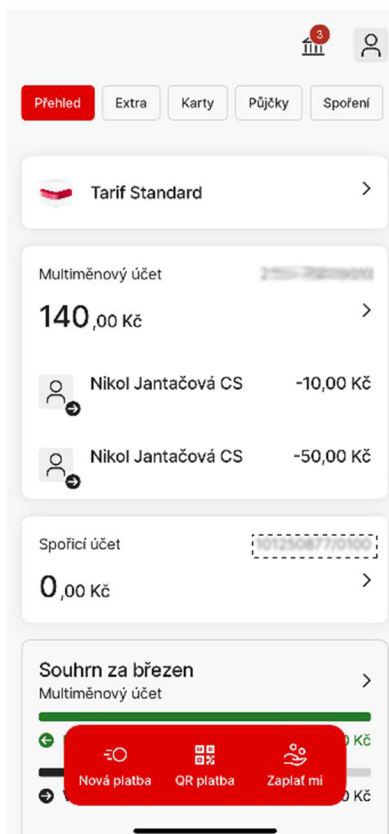 3
Přehled Extra Karty Půjčky Spoření
Tarif Standard
Multiměnový účet
140,00 Kč
Nikol Jantačová CS -10,00 Kč
Nikol Jantačová CS -50,00 Kč
Spořicí účet
0,00 Kč
Souhrn za březen
Multiměnový účet
Kč
Nová platba QR platba Zaplať mi
Kč